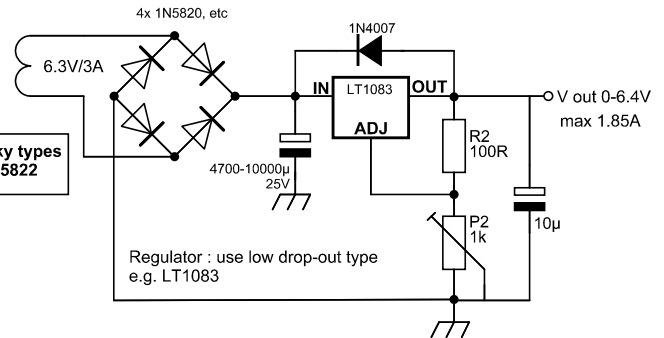 4x 1N5820, etc
1N4007
6.3V/3A
IN
LT1083
OUT
V out 0-6.4V
max 1.85A
ADJ
R2
100R
ky types
5822
4700-10000µ
25V
P2
1k
10µ
Regulator : use low drop-out type
e.g. LT1083